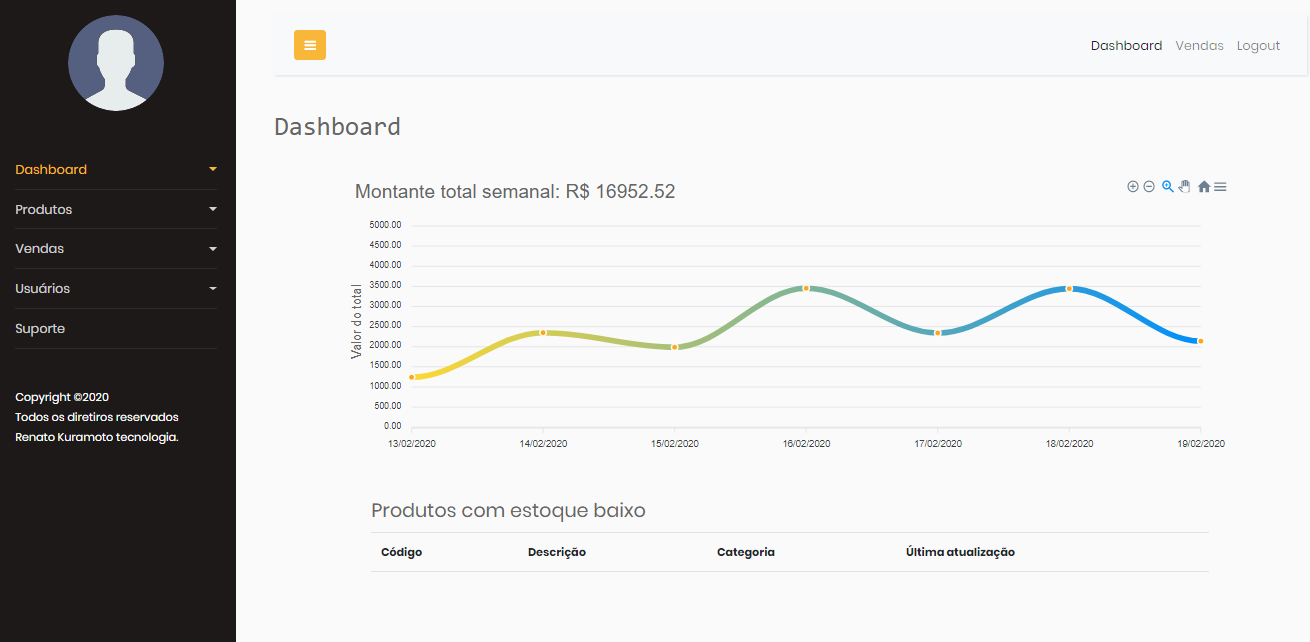 Dashboard
Produtos
Vendas
Usuários
Suporte
Copyright ©2020
Todos os diretiros reservados
Renato Kuramoto tecnologia.
Dashboard Vendas Logout
Dashboard
Montante total semanal: R$ 16952.52
Valor do total
5000.00
4500.00
4000.00
3500.00
3000.00
2500.00
2000.00
1500.00
1000.00
500.00
0.00
13/02/2020 14/02/2020 15/02/2020 16/02/2020 17/02/2020 18/02/2020 19/02/2020
Produtos com estoque baixo
Código Descrição Categoria Última atualização